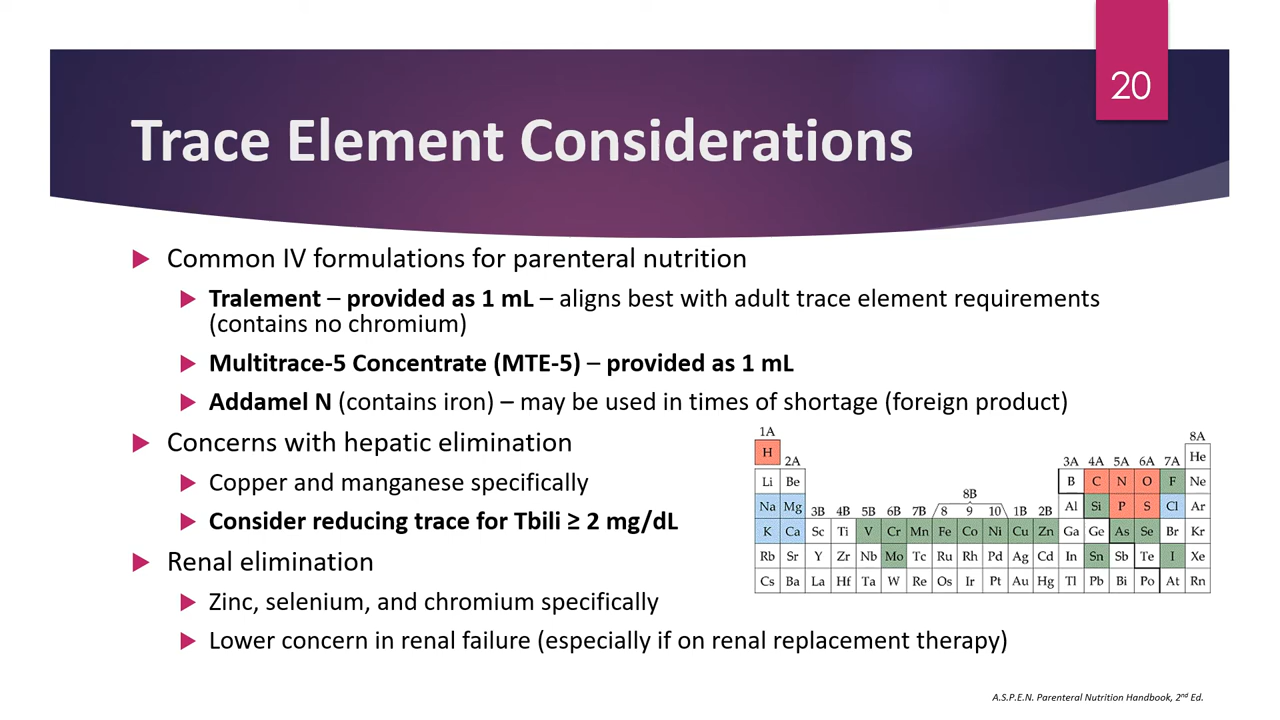 20
Trace Element Considerations
Common IV formulations for parenteral nutrition
Tralement – provided as 1 mL – aligns best with adult trace element requirements
(contains no chromium)
Multitrace-5 Concentrate (MTE-5) – provided as 1 mL
Addamel N (contains iron) – may be used in times of shortage (foreign product)
Concerns with hepatic elimination
Copper and manganese specifically
Consider reducing trace for Tbili ≥ 2 mg/dL
Renal elimination
Zinc, selenium, and chromium specifically
Lower concern in renal failure (especially if on renal replacement therapy)
1A 8A
H 2A 3A 4A 5A 6A 7A He
Li Be B C N O F Ne
8B
Na Mg 3B 4B 5B 6B 7B 8 9 10 1B 2B Al Si P S Cl Ar
K Ca Sc Ti V Cr Mn Fe Co Ni Cu Zn Ga Ge As Se Br Kr
Rb Sr Y Zr Nb Mo Tc Ru Rh Pd Ag Cd In Sn Sb Te I Xe
Cs Ba La Hf Ta W Re Os Ir Pt Au Hg Tl Pb Bi Po At Rn
A.S.P.E.N. Parenteral Nutrition Handbook, 2nd Ed.